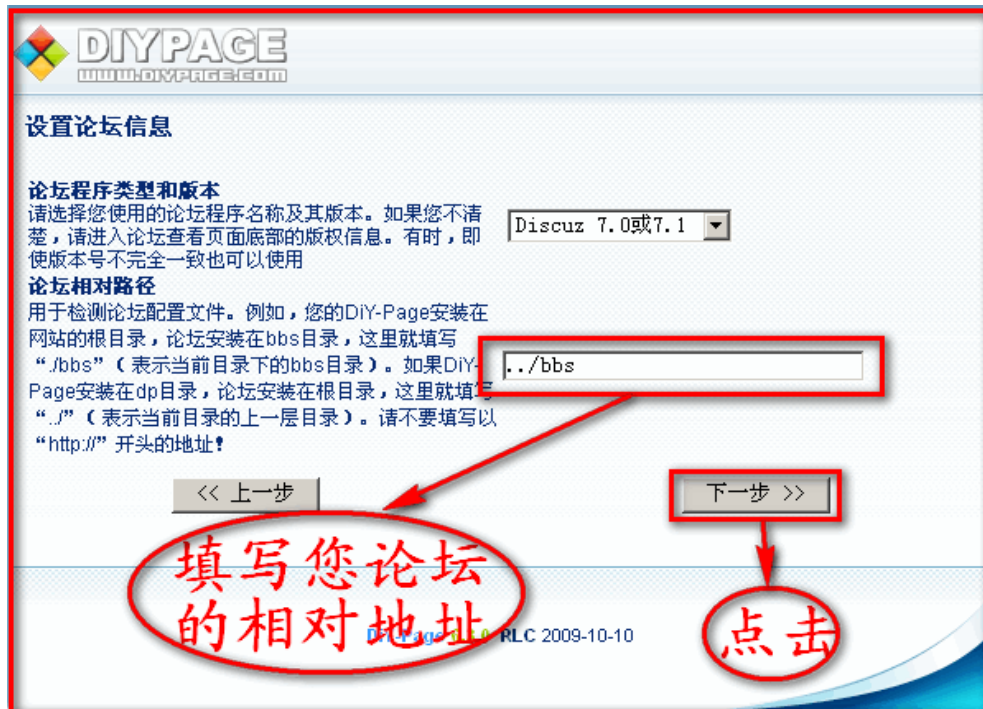 DIYPAGE
WWW.DIYPAGE.COM
设置论坛信息
论坛程序类型和版本
请选择您使用的论坛程序名称及其版本。如果您不清
楚，请进入论坛查看页面底部的版权信息。有时，即
使版本号不完全一致也可以使用
Discuz 7.0或7.1
论坛相对路径
用于检测论坛配置文件。例如，您的DiY-Page安装在
网站的根目录，论坛安装在bbs目录，这里就填写
“./bbs”（表示当前目录下的bbs目录）。如果DiY-
Page安装在dp目录，论坛安装在根目录，这里就填写
“../”（表示当前目录的上一层目录）。请不要填写以
“http://”开头的地址！
../bbs
<< 上一步
下一步 >>
填写您论坛
的相对地址
点击
RLC 2009-10-10